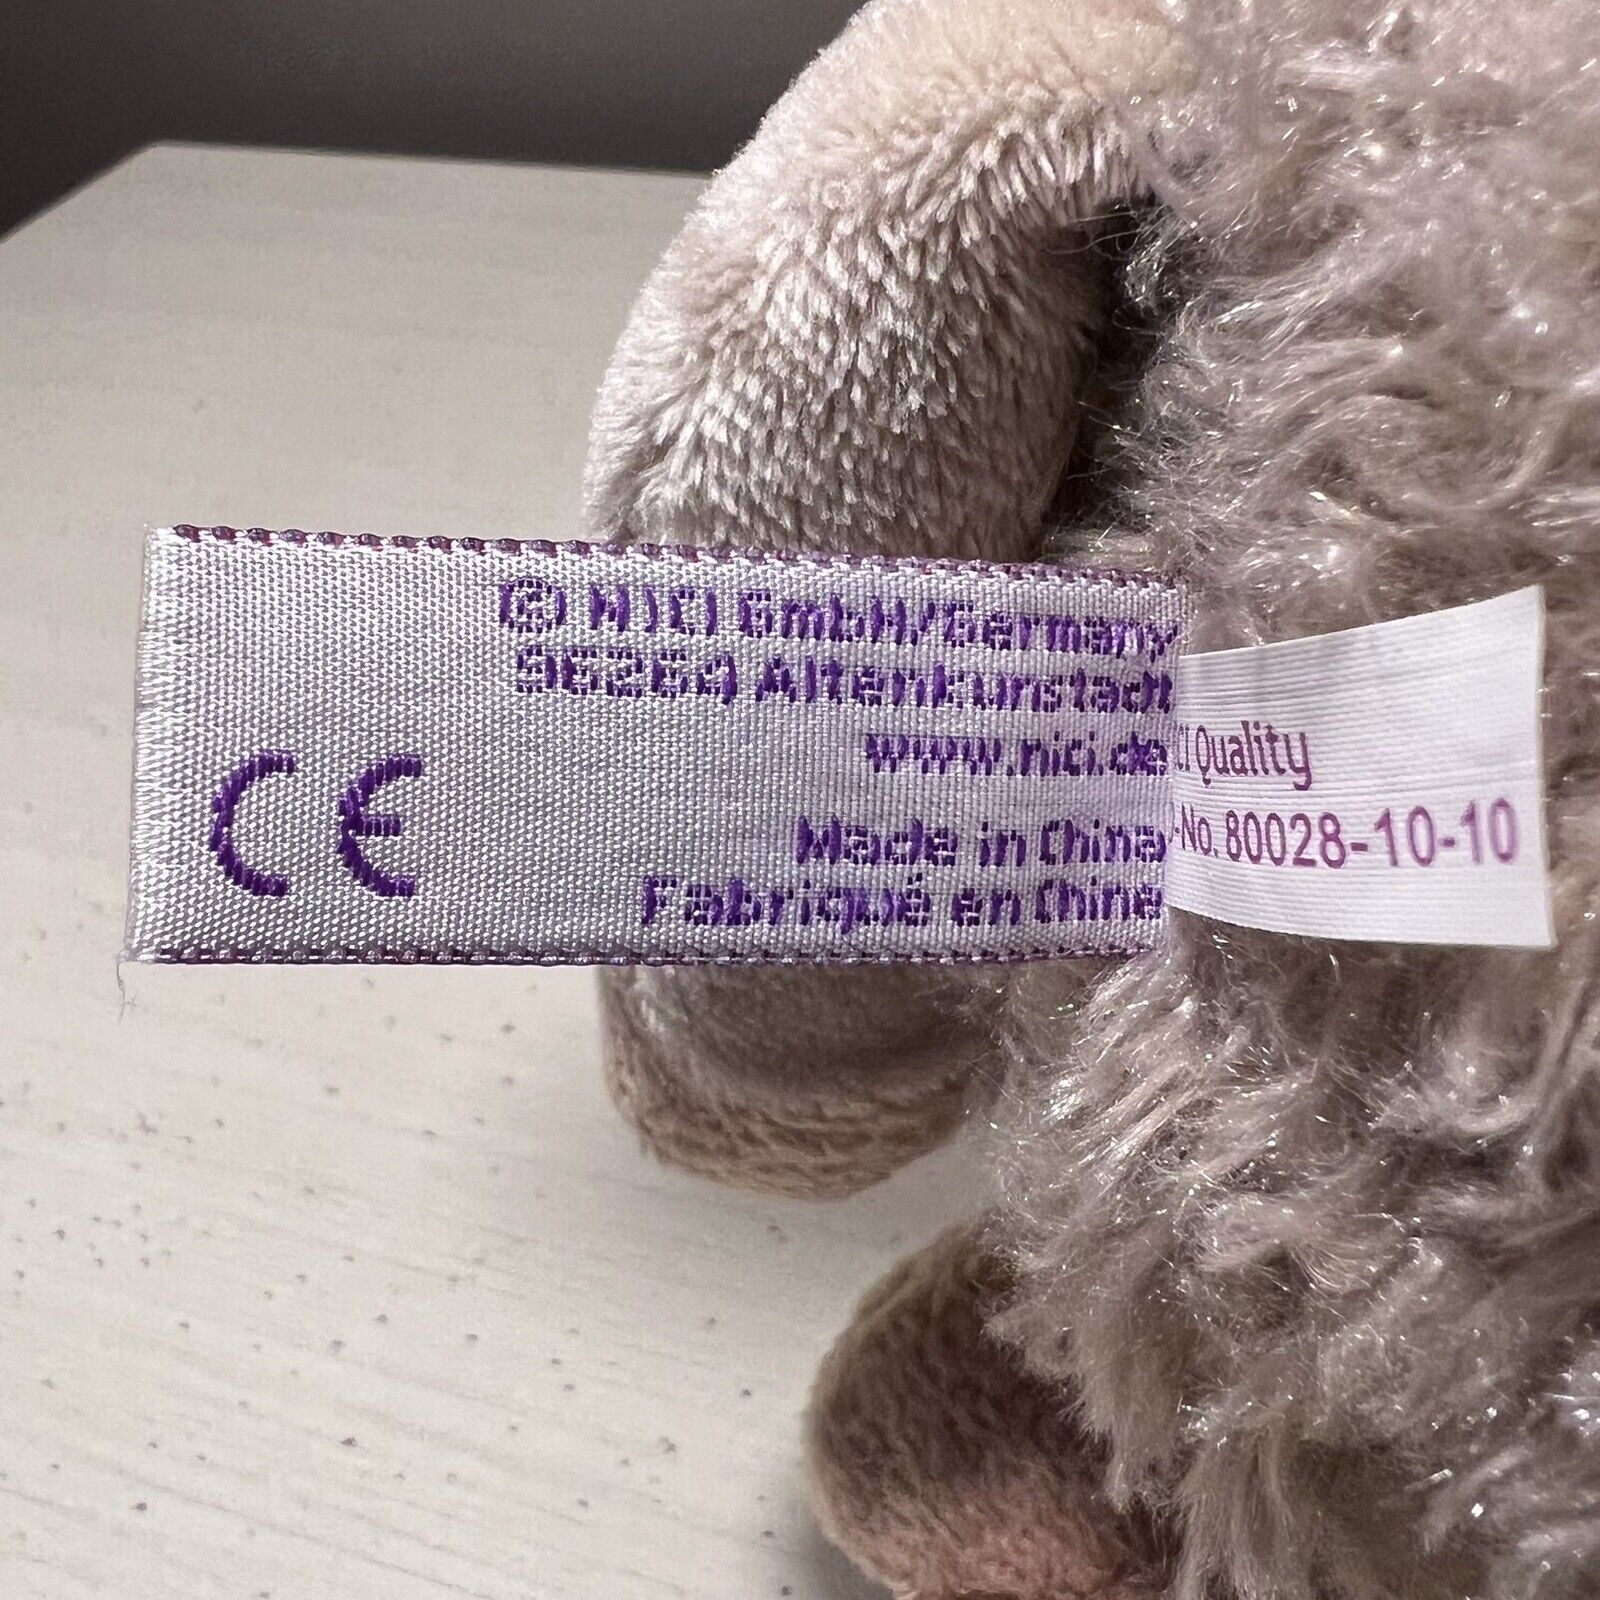 © NICI GmbH/Germany
96264 Altenkunstadt
www.nici.de
CE
Made in China
Fabriqué en Chine
Quality
-No. 80028-10-10